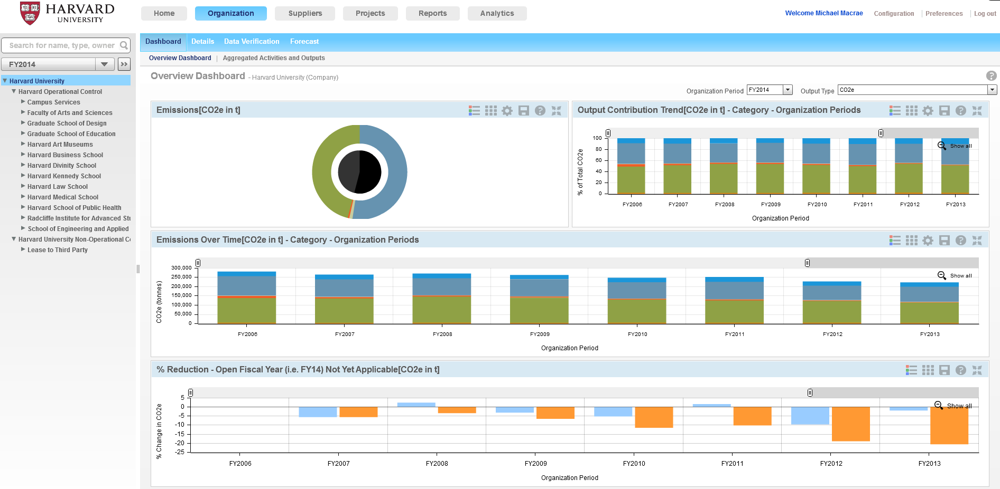 HARVARD
UNIVERSITY
Home
Organization
Suppliers
Projects
Reports
Analytics
Welcome Michael Macrae
Configuration
Preferences
Log out
Search for name, type, owner
FY2014
Harvard University
Harvard Operational Control
Campus Services
Faculty of Arts and Sciences
Graduate School of Design
Graduate School of Education
Harvard Art Museums
Harvard Business School
Harvard Divinity School
Harvard Kennedy School
Harvard Law School
Harvard Medical School
Harvard School of Public Health
Radcliffe Institute for Advanced Stu
School of Engineering and Applied
Harvard University Non-Operational Co
Lease to Third Party
Dashboard
Details
Data Verification
Forecast
Overview Dashboard
Aggregated Activities and Outputs
Overview Dashboard - Harvard University (Company)
Organization Period
FY2014
Output Type
CO2e
Emissions[CO2e in t]
Output Contribution Trend[CO2e in t] - Category - Organization Periods
Show all
% of Total CO2e
100
80
60
40
20
0
FY2006
FY2007
FY2008
FY2009
FY2010
FY2011
FY2012
FY2013
Organization Period
Emissions Over Time[CO2e in t] - Category - Organization Periods
Show all
CO2e (tonnes)
300,000
250,000
200,000
150,000
100,000
50,000
0
FY2006
FY2007
FY2008
FY2009
FY2010
FY2011
FY2012
FY2013
Organization Period
% Reduction - Open Fiscal Year (i.e. FY14) Not Yet Applicable[CO2e in t]
Show all
% Change in CO2e
5
0
-5
-10
-15
-20
-25
FY2006
FY2007
FY2008
FY2009
FY2010
FY2011
FY2012
FY2013
Organization Period